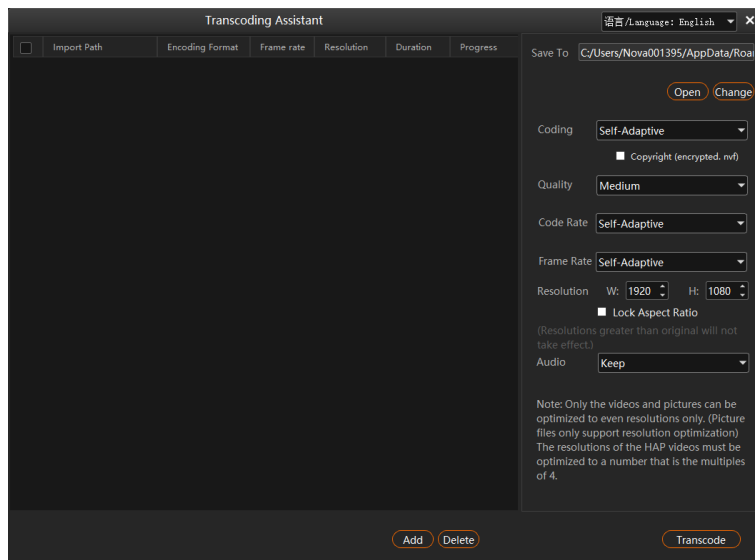 Transcoding Assistant
语言/Language: English
Import Path Encoding Format Frame rate Resolution Duration Progress
Save To C:/Users/Nova001395/AppData/Roa
Open Change
Coding Self-Adaptive
Copyright (encrypted. nvf)
Quality Medium
Code Rate Self-Adaptive
Frame Rate Self-Adaptive
Resolution W: 1920 H: 1080
Lock Aspect Ratio
(Resolutions greater than original will not
take effect.)
Audio Keep
Note: Only the videos and pictures can be
optimized to even resolutions only. (Picture
files only support resolution optimization)
The resolutions of the HAP videos must be
optimized to a number that is the multiples
of 4.
Add Delete
Transcode